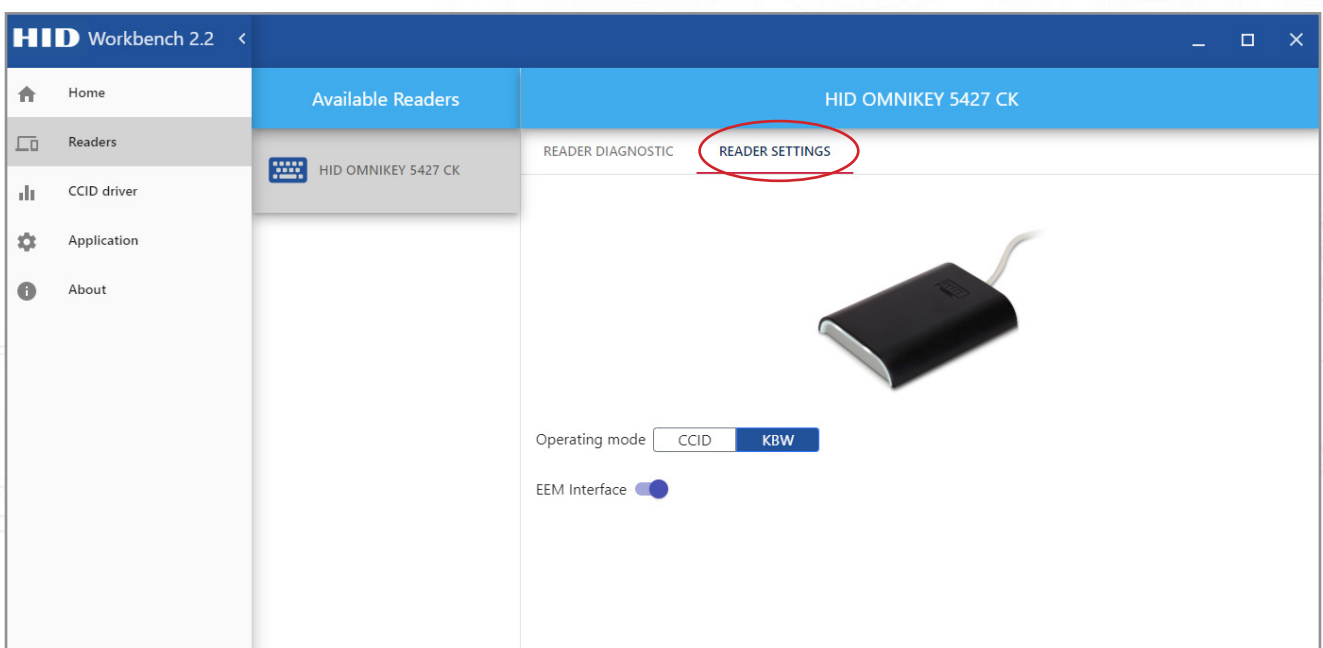 HID Workbench 2.2
Home
Readers
CCID driver
Application
About
Available Readers
HID OMNIKEY 5427 CK
HID OMNIKEY 5427 CK
READER DIAGNOSTIC READER SETTINGS
HID
Operating mode CCID KBW
EEM Interface